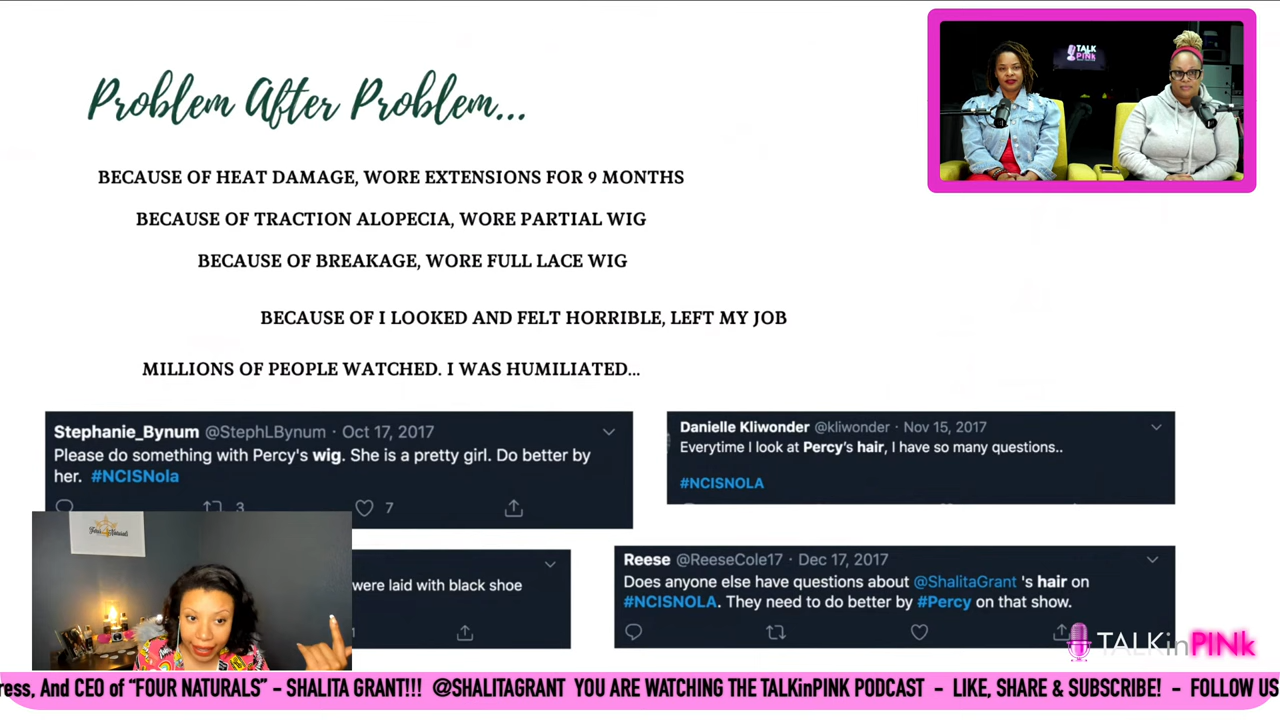 Problem After Problem...
TALK
PINK
BECAUSE OF HEAT DAMAGE, WORE EXTENSIONS FOR 9 MONTHS
BECAUSE OF TRACTION ALOPECIA, WORE PARTIAL WIG
BECAUSE OF BREAKAGE, WORE FULL LACE WIG
BECAUSE OF I LOOKED AND FELT HORRIBLE, LEFT MY JOB
MILLIONS OF PEOPLE WATCHED. I WAS HUMILIATED...
Stephanie_Bynum @StephLBynum · Oct 17, 2017
Please do something with Percy's wig. She is a pretty girl. Do better by
her. #NCISNola
3 7
Danielle Kliwonder @kliwonder · Nov 15, 2017
Everytime I look at Percy's hair, I have so many questions..
#NCISNOLA
Four Naturals
were laid with black shoe
1
Reese @ReeseCole17 · Dec 17, 2017
Does anyone else have questions about @ShalitaGrant 's hair on
#NCISNOLA. They need to do better by #Percy on that show.
TALKinPINk
ress, And CEO of “FOUR NATURALS” - SHALITA GRANT!!! @SHALITAGRANT YOU ARE WATCHING THE TALKinPINK PODCAST - LIKE, SHARE & SUBSCRIBE! - FOLLOW US